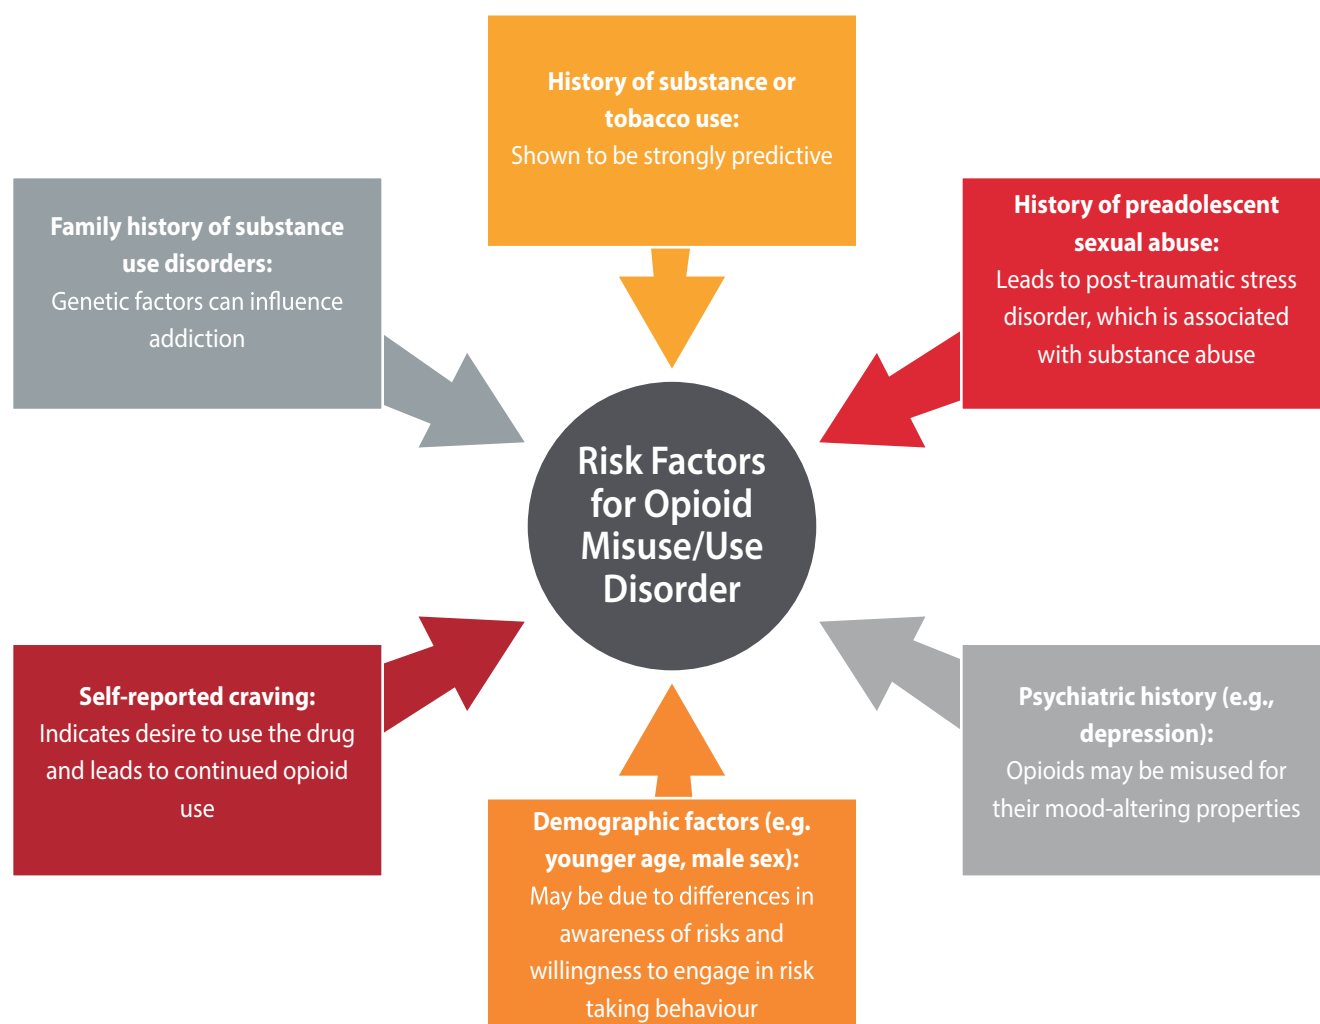 History of substance or
tobacco use:
Shown to be strongly predictive
Family history of substance
use disorders:
Genetic factors can influence
addiction
History of preadolescent
sexual abuse:
Leads to post-traumatic stress
disorder, which is associated
with substance abuse
Risk Factors
for Opioid
Misuse/Use
Disorder
Self-reported craving:
Indicates desire to use the drug
and leads to continued opioid
use
Psychiatric history (e.g.,
depression):
Opioids may be misused for
their mood-altering properties
Demographic factors (e.g.
younger age, male sex):
May be due to differences in
awareness of risks and
willingness to engage in risk
taking behaviour